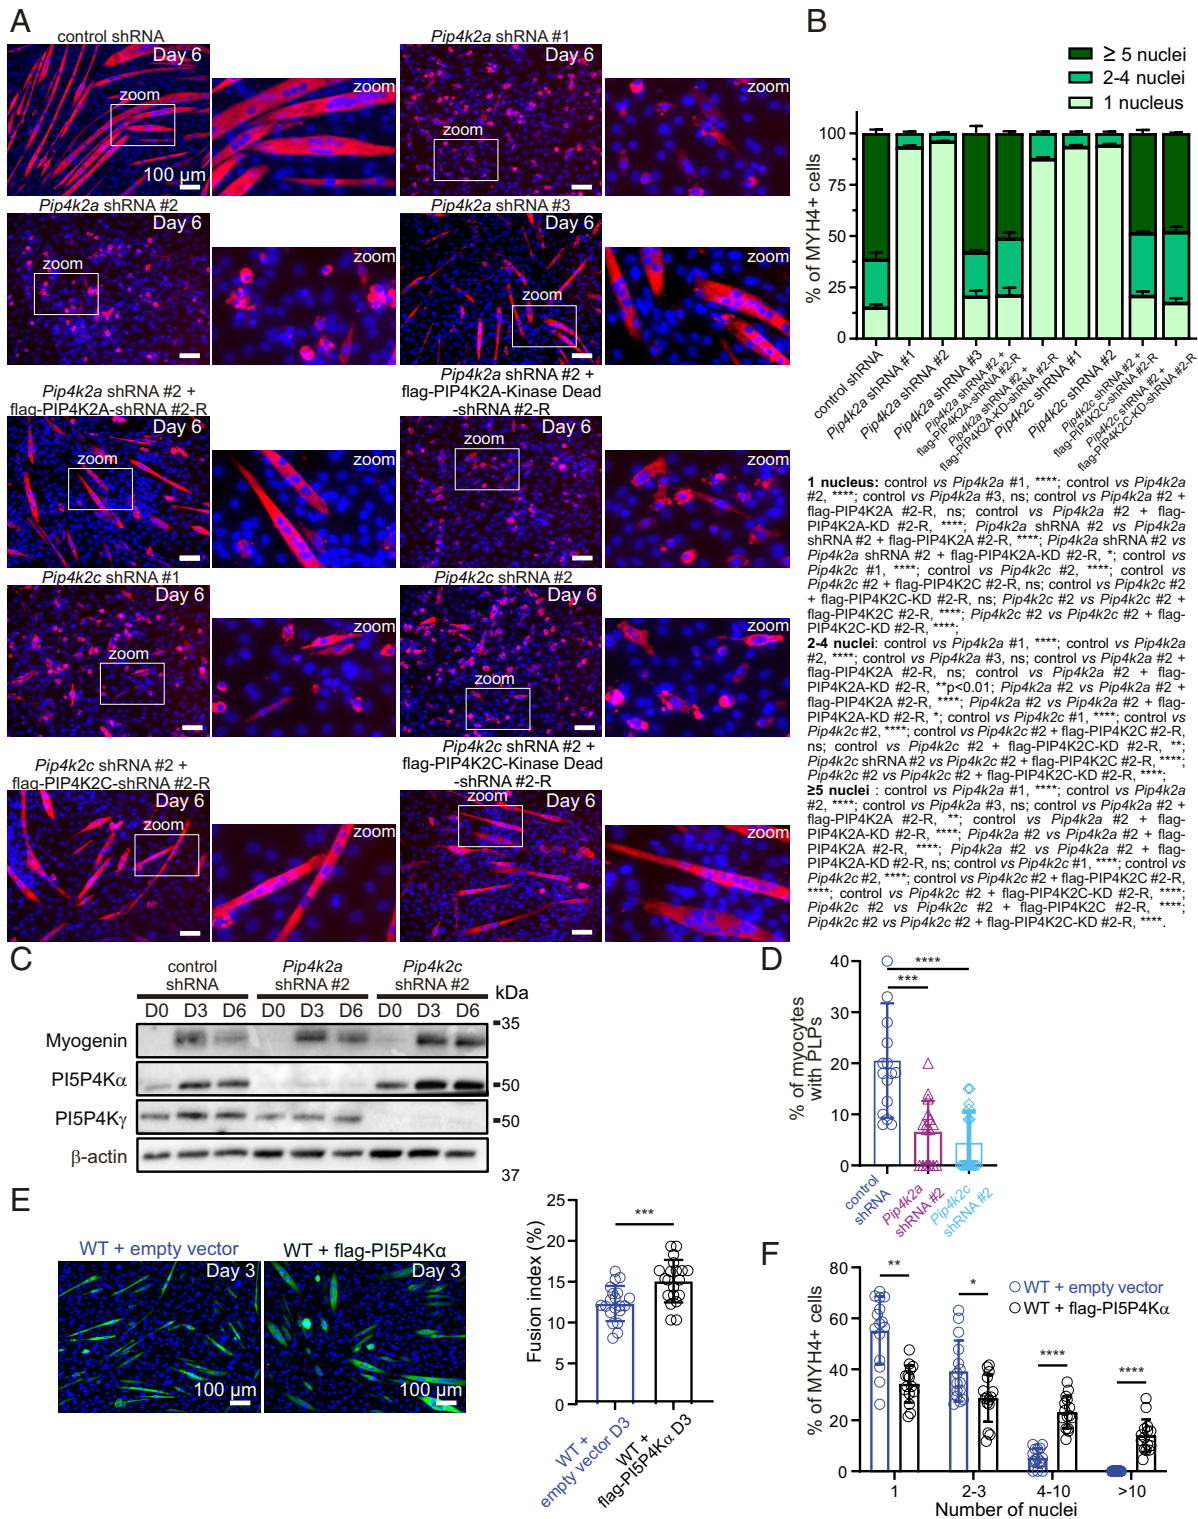 A
control shRNA
Day 6
zoom
100 µm
zoom
Pip4k2a shRNA #1
Day 6
zoom
zoom
Pip4k2a shRNA #2
Day 6
zoom
zoom
Pip4k2a shRNA #3
Day 6
zoom
zoom
Pip4k2a shRNA #2 +
flag-PIP4K2A-shRNA #2-R
Day 6
zoom
zoom
Pip4k2a shRNA #2 +
flag-PIP4K2A-Kinase Dead
-shRNA #2-R
Day 6
zoom
zoom
Pip4k2c shRNA #1
Day 6
zoom
zoom
Pip4k2c shRNA #2
Day 6
zoom
zoom
Pip4k2c shRNA #2 +
flag-PIP4K2C-shRNA #2-R
Day 6
zoom
zoom
Pip4k2c shRNA #2 +
flag-PIP4K2C-Kinase Dead
-shRNA #2-R
Day 6
zoom
zoom
B
≥ 5 nuclei
2-4 nuclei
1 nucleus
% of MYH4+ cells
100
75
50
25
0
control shRNA
Pip4k2a shRNA #1
Pip4k2a shRNA #2
Pip4k2a shRNA #3
Pip4k2a shRNA #2 +
flag-PIP4K2A-shRNA #2-R
Pip4k2a shRNA #2 +
flag-PIP4K2A-KD-shRNA #2-R
Pip4k2c shRNA #1
Pip4k2c shRNA #2
Pip4k2c shRNA #2 +
flag-PIP4K2C-shRNA #2-R
Pip4k2c shRNA #2 +
flag-PIP4K2C-KD-shRNA #2-R
1 nucleus: control vs Pip4k2a #1, ****; control vs Pip4k2a
#2, ****; control vs Pip4k2a #3, ns; control vs Pip4k2a #2 +
flag-PIP4K2A #2-R, ns; control vs Pip4k2a #2 + flag-
PIP4K2A-KD #2-R, ****; Pip4k2a shRNA #2 vs Pip4k2a
shRNA #2 + flag-PIP4K2A #2-R, ****; Pip4k2a shRNA #2 vs
Pip4k2a shRNA #2 + flag-PIP4K2A-KD #2-R, *; control vs
Pip4k2c #1, ****; control vs Pip4k2c #2, ****; control vs
Pip4k2c #2 + flag-PIP4K2C #2-R, ns; control vs Pip4k2c #2
+ flag-PIP4K2C-KD #2-R, ns; Pip4k2c #2 vs Pip4k2c #2 +
flag-PIP4K2C #2-R, ****; Pip4k2c #2 vs Pip4k2c #2 + flag-
PIP4K2C-KD #2-R, ****;
2-4 nuclei: control vs Pip4k2a #1, ****; control vs Pip4k2a
#2, ****; control vs Pip4k2a #3, ns; control vs Pip4k2a #2 +
flag-PIP4K2A #2-R, ns; control vs Pip4k2a #2 + flag-
PIP4K2A-KD #2-R, **p<0.01; Pip4k2a #2 vs Pip4k2a #2 +
flag-PIP4K2A #2-R, ****; Pip4k2a #2 vs Pip4k2a #2 + flag-
PIP4K2A-KD #2-R, *; control vs Pip4k2c #1, ****; control vs
Pip4k2c #2, ****; control vs Pip4k2c #2 + flag-PIP4K2C #2-R,
ns; control vs Pip4k2c #2 + flag-PIP4K2C-KD #2-R, **;
Pip4k2c shRNA #2 vs Pip4k2c #2 + flag-PIP4K2C #2-R, ****;
Pip4k2c #2 vs Pip4k2c #2 + flag-PIP4K2C-KD #2-R, ****;
≥5 nuclei : control vs Pip4k2a #1, ****; control vs Pip4k2a
#2, ****; control vs Pip4k2a #3, ns; control vs Pip4k2a #2 +
flag-PIP4K2A #2-R, **; control vs Pip4k2a #2 + flag-
PIP4K2A-KD #2-R, ****; Pip4k2a #2 vs Pip4k2a #2 + flag-
PIP4K2A #2-R, ****; Pip4k2a #2 vs Pip4k2a #2 + flag-
PIP4K2A-KD #2-R, ns; control vs Pip4k2c #1, ****; control vs
Pip4k2c #2, ****; control vs Pip4k2c #2 + flag-PIP4K2C #2-R,
****; control vs Pip4k2c #2 + flag-PIP4K2C-KD #2-R, ****;
Pip4k2c #2 vs Pip4k2c #2 + flag-PIP4K2C #2-R, ****;
Pip4k2c #2 vs Pip4k2c #2 + flag-PIP4K2C-KD #2-R, ****.
C
control
shRNA
Pip4k2a
shRNA #2
Pip4k2c
shRNA #2
kDa
D0 D3 D6 D0 D3 D6 D0 D3 D6
Myogenin
35
PI5P4Kα
50
PI5P4Kγ
50
β-actin
37
D
% of myocytes
with PLPs
40
30
20
10
0
****
***
control
shRNA
Pip4k2a
shRNA #2
Pip4k2c
shRNA #2
E
WT + empty vector
Day 3
100 µm
WT + flag-PI5P4Kα
Day 3
100 µm
Fusion index (%)
25
20
15
10
5
0
***
WT +
empty vector D3
WT +
flag-PI5P4Kα D3
F
% of MYH4+ cells
80
60
40
20
0
**
*
****
****
WT + empty vector
WT + flag-PI5P4Kα
1
2-3
4-10
>10
Number of nuclei